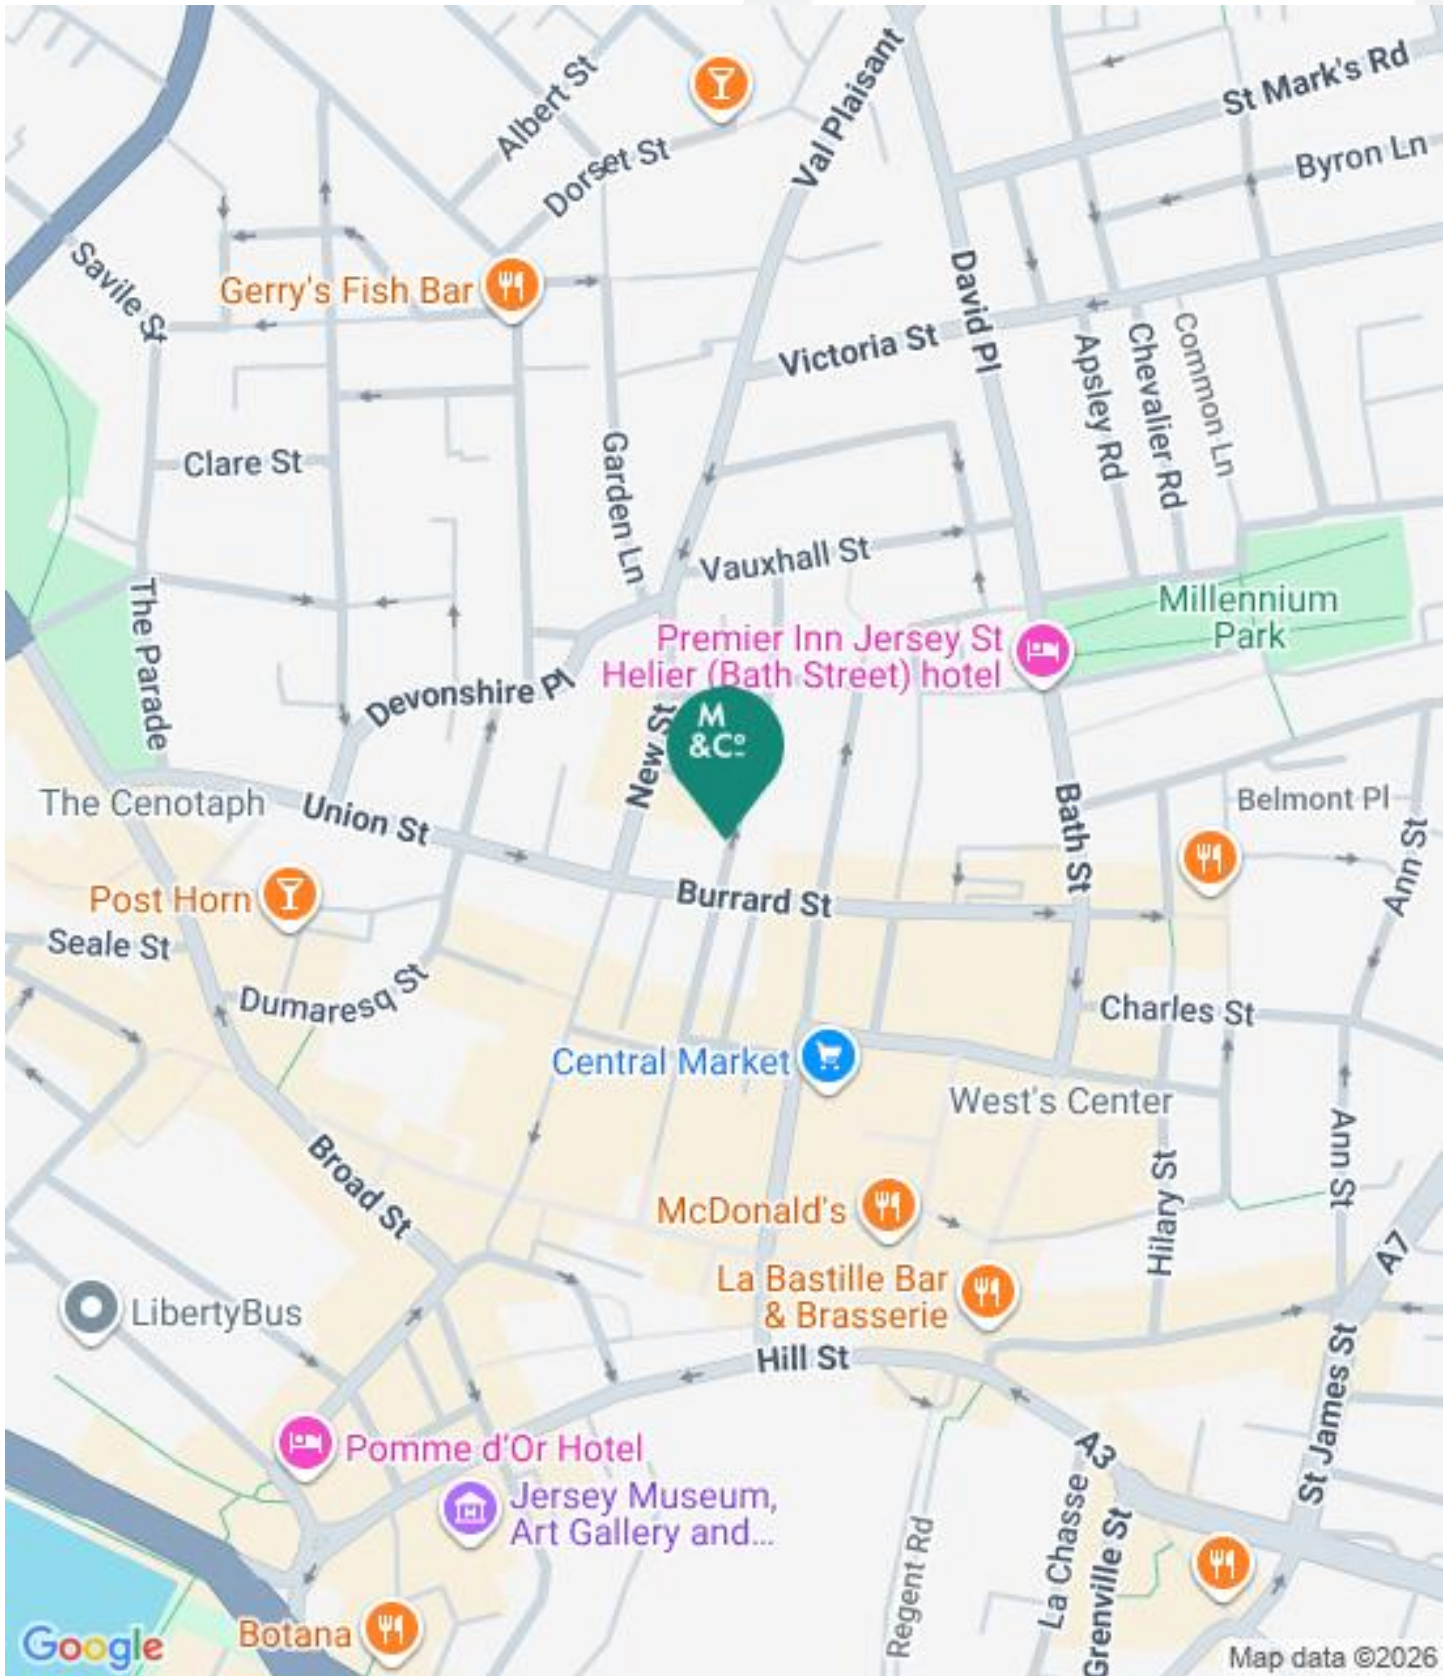 Albert St
Dorset St
Val Plaisant
St Mark's Rd
Byron Ln
Savile St
Gerry's Fish Bar
David Pl
Victoria St
Apsley Rd
Chevalier Rd
Common Ln
Clare St
Garden Ln
Vauxhall St
The Parade
Millennium
Park
Premier Inn Jersey St
Helier (Bath Street) hotel
Devonshire Pl
New St
M
&Cº
Bath St
The Cenotaph
Union St
Belmont Pl
Ann St
Post Horn
Burrard St
Seale St
Dumaresq St
Charles St
Central Market
West's Center
Broad St
Ann St
Hilary St
McDonald's
A7
La Bastille Bar
& Brasserie
LibertyBus
Hill St
St James St
Pomme d'Or Hotel
A3
Jersey Museum,
Art Gallery and...
La Chasse
Grenville St
Regent Rd
Botana
Google
Map data ©2026